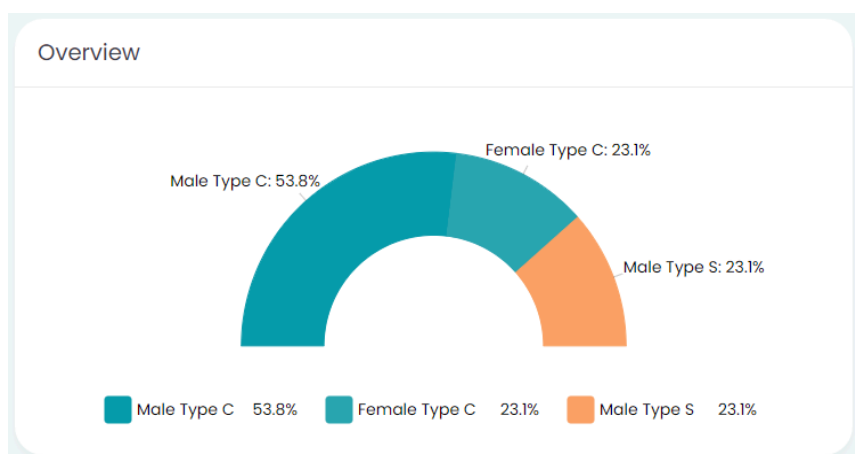 Overview
Female Type C: 23.1%
Male Type C: 53.8%
Male Type S: 23.1%
Male Type C 53.8% Female Type C 23.1% Male Type S 23.1%